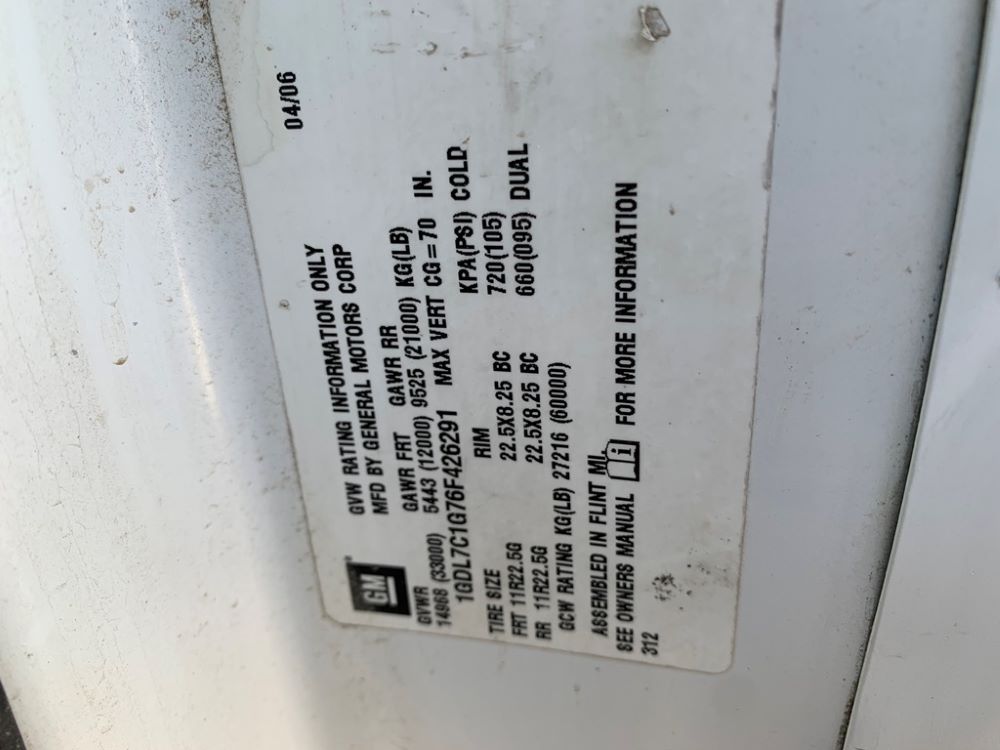 04/06
GVW RATING INFORMATION ONLY
GM MFD BY GENERAL MOTORS CORP
GVWR GAWR FRT GAWR RR
14968 (33000) 5443 (12000) 9525 (21000) KG(LB)
1GDL7C1G76F426291 MAX VERT CG = 70 IN.
TIRE SIZE RIM KPA(PSI) COLD
FRT 11R22.5G 22.5X8.25 BC 720(105)
RR 11R22.5G 22.5X8.25 BC 660(095) DUAL
GCW RATING KG(LB) 27216 (60000)
ASSEMBLED IN FLINT MI.
SEE OWNERS MANUAL FOR MORE INFORMATION
312